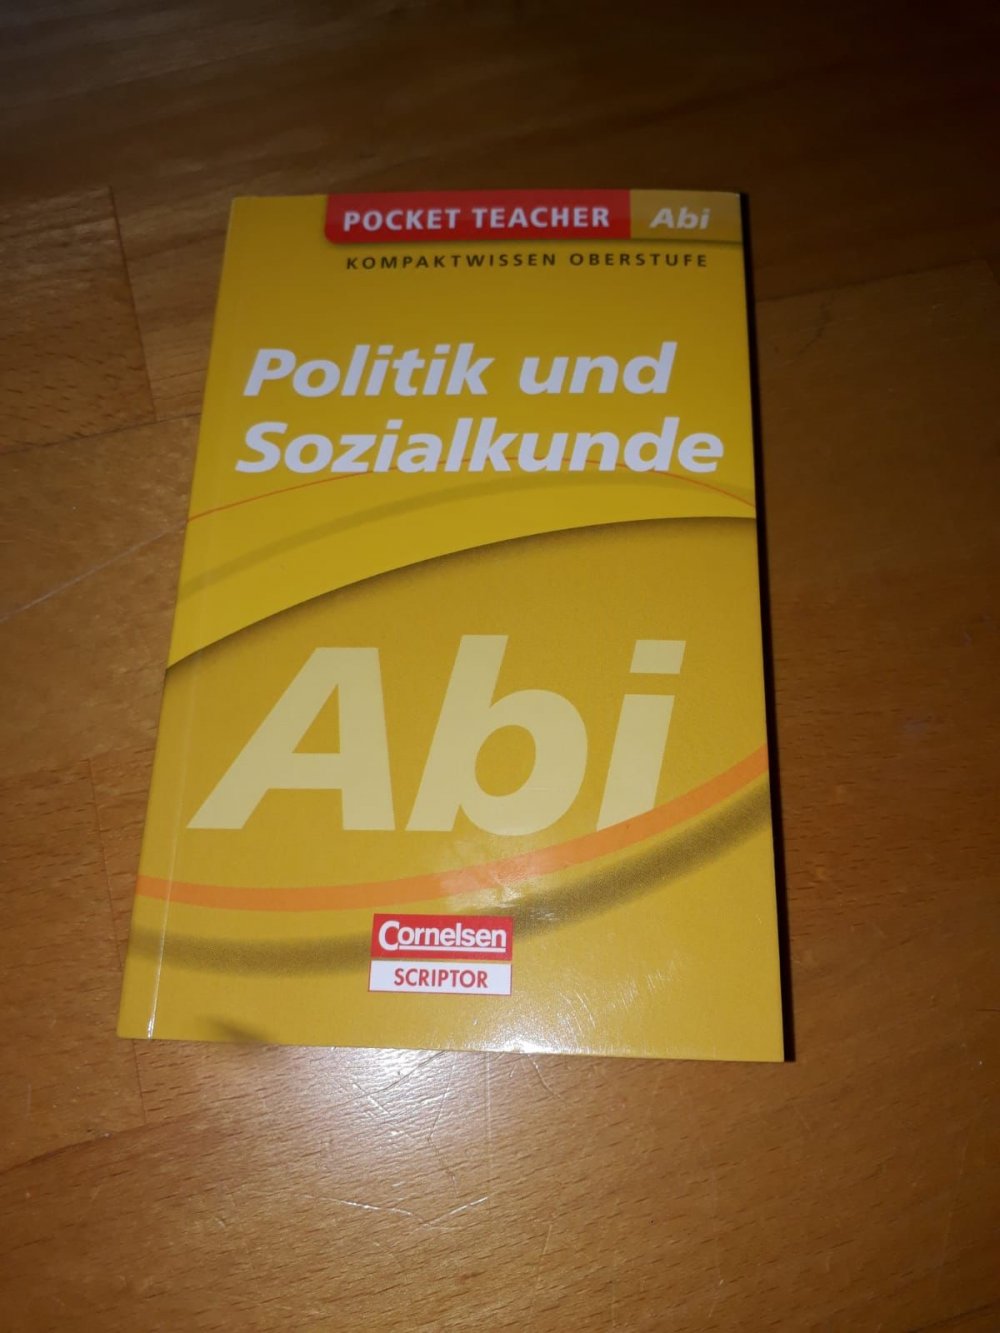 POCKET TEACHER Abi
KOMPAKTWISSEN OBERSTUFE
Politik und
Sozialkunde
Abi
Cornelsen
SCRIPTOR